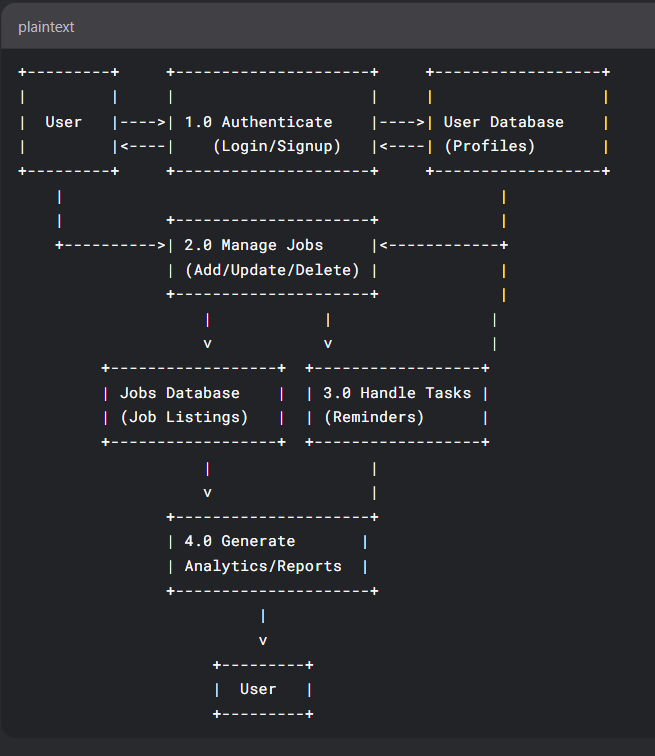 plaintext
+---------+     +---------------------+     +------------------+
|         |     |                     |     |                  |
|  User   |---->| 1.0 Authenticate    |---->| User Database    |
|         |<----|    (Login/Signup)   |<----| (Profiles)       |
+---------+     +---------------------+     +------------------+
    |                                               |
    |           +---------------------+             |
    +---------->| 2.0 Manage Jobs     |<------------+
                | (Add/Update/Delete) |             |
                +---------------------+             |
                    |            |                 |
                    v            v                 |
         +------------------+  +------------------+
         | Jobs Database    |  | 3.0 Handle Tasks |
         | (Job Listings)   |  | (Reminders)      |
         +------------------+  +------------------+
                    |                 |
                    v                 |
                +---------------------+
                | 4.0 Generate       |
                | Analytics/Reports  |
                +---------------------+
                          |
                          v
                     +---------+
                     |  User   |
                     +---------+